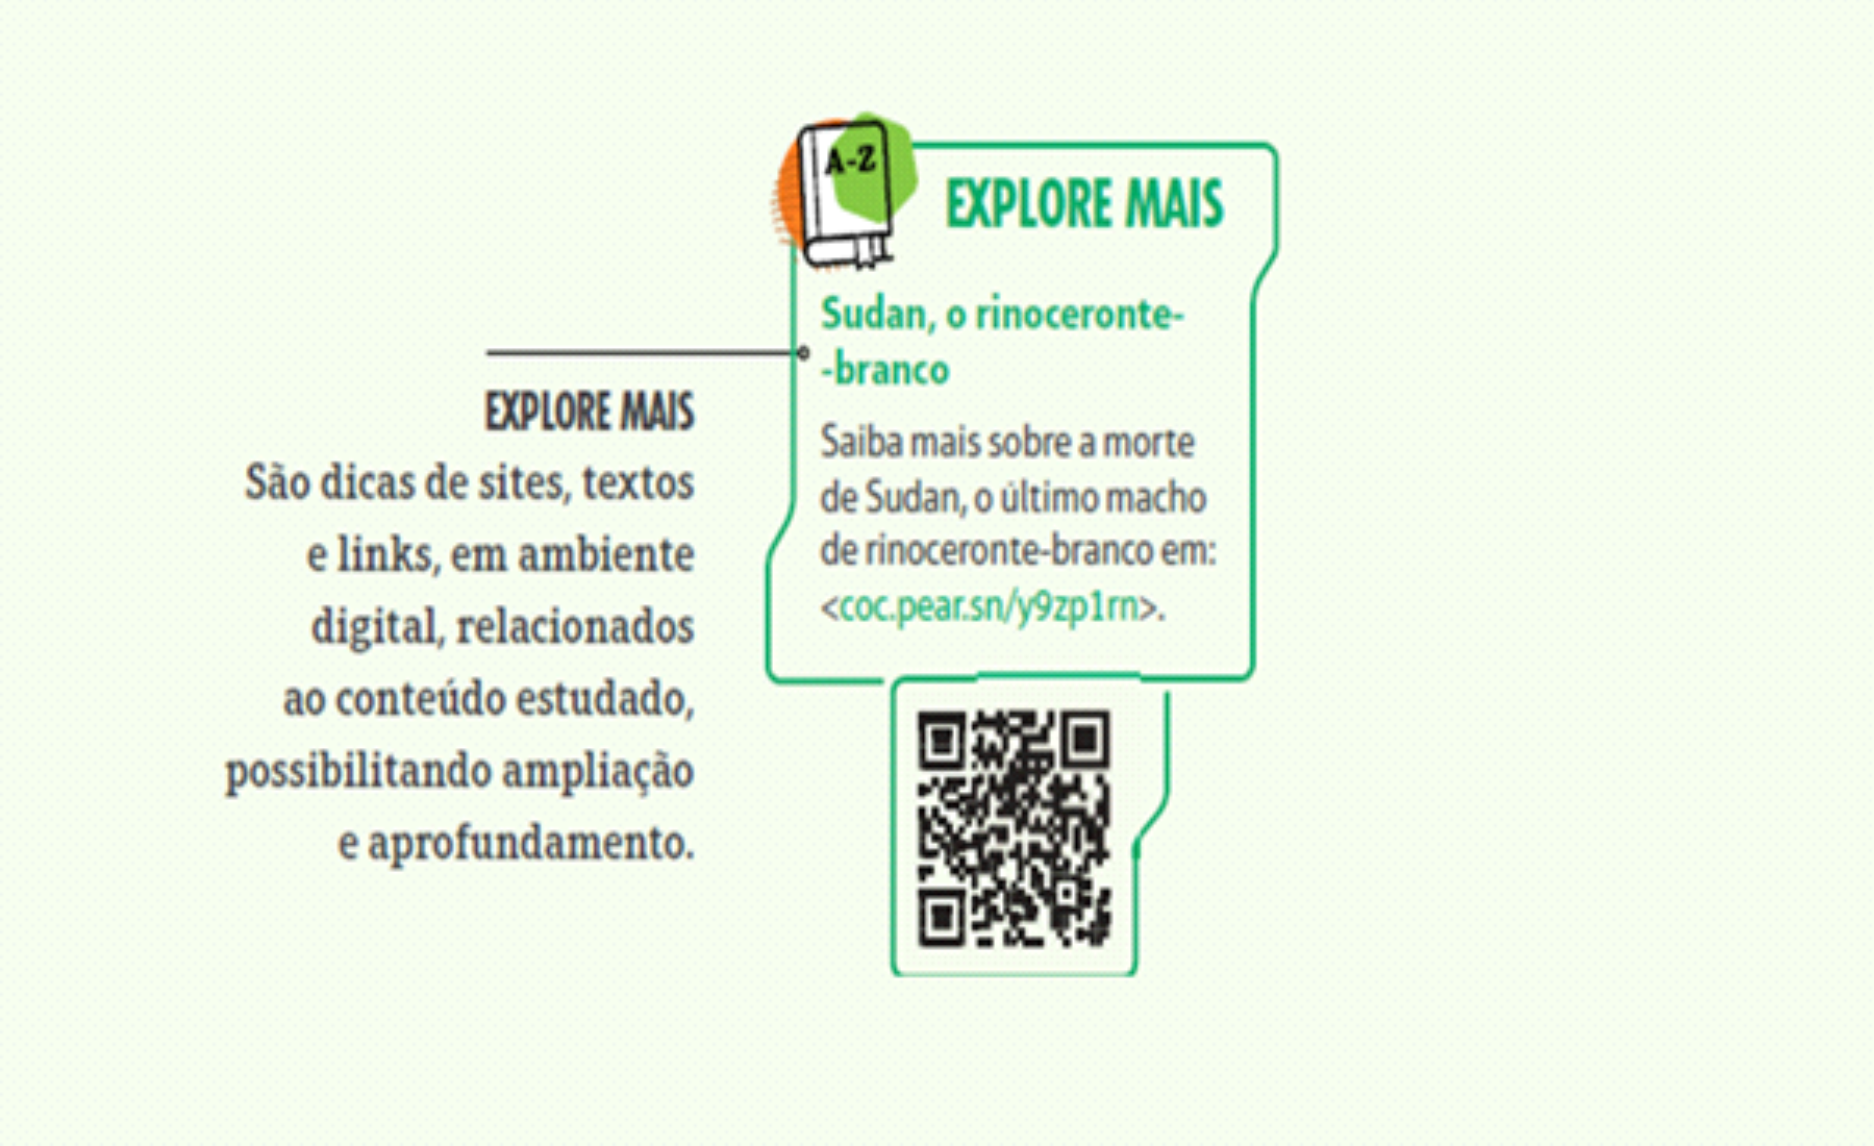 A-Z
EXPLORE MAIS
Sudan, o rinoceronte-
-branco
Saiba mais sobre a morte
de Sudan, o último macho
de rinoceronte-branco em:
<coc.pear.sn/y9zp1rn>.
EXPLORE MAIS
São dicas de sites, textos
e links, em ambiente
digital, relacionados
ao conteúdo estudado,
possibilitando ampliação
e aprofundamento.